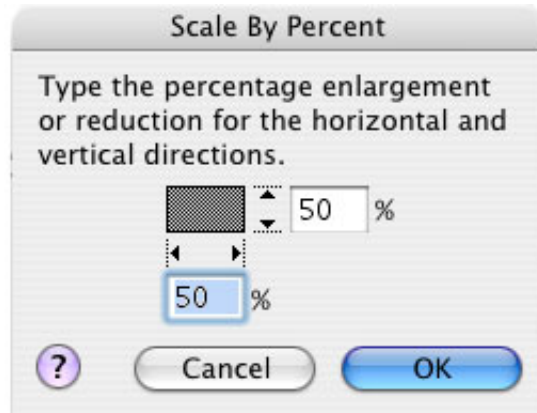 Scale By Percent
Type the percentage enlargement
or reduction for the horizontal and
vertical directions.
50 %
50 %
? Cancel OK